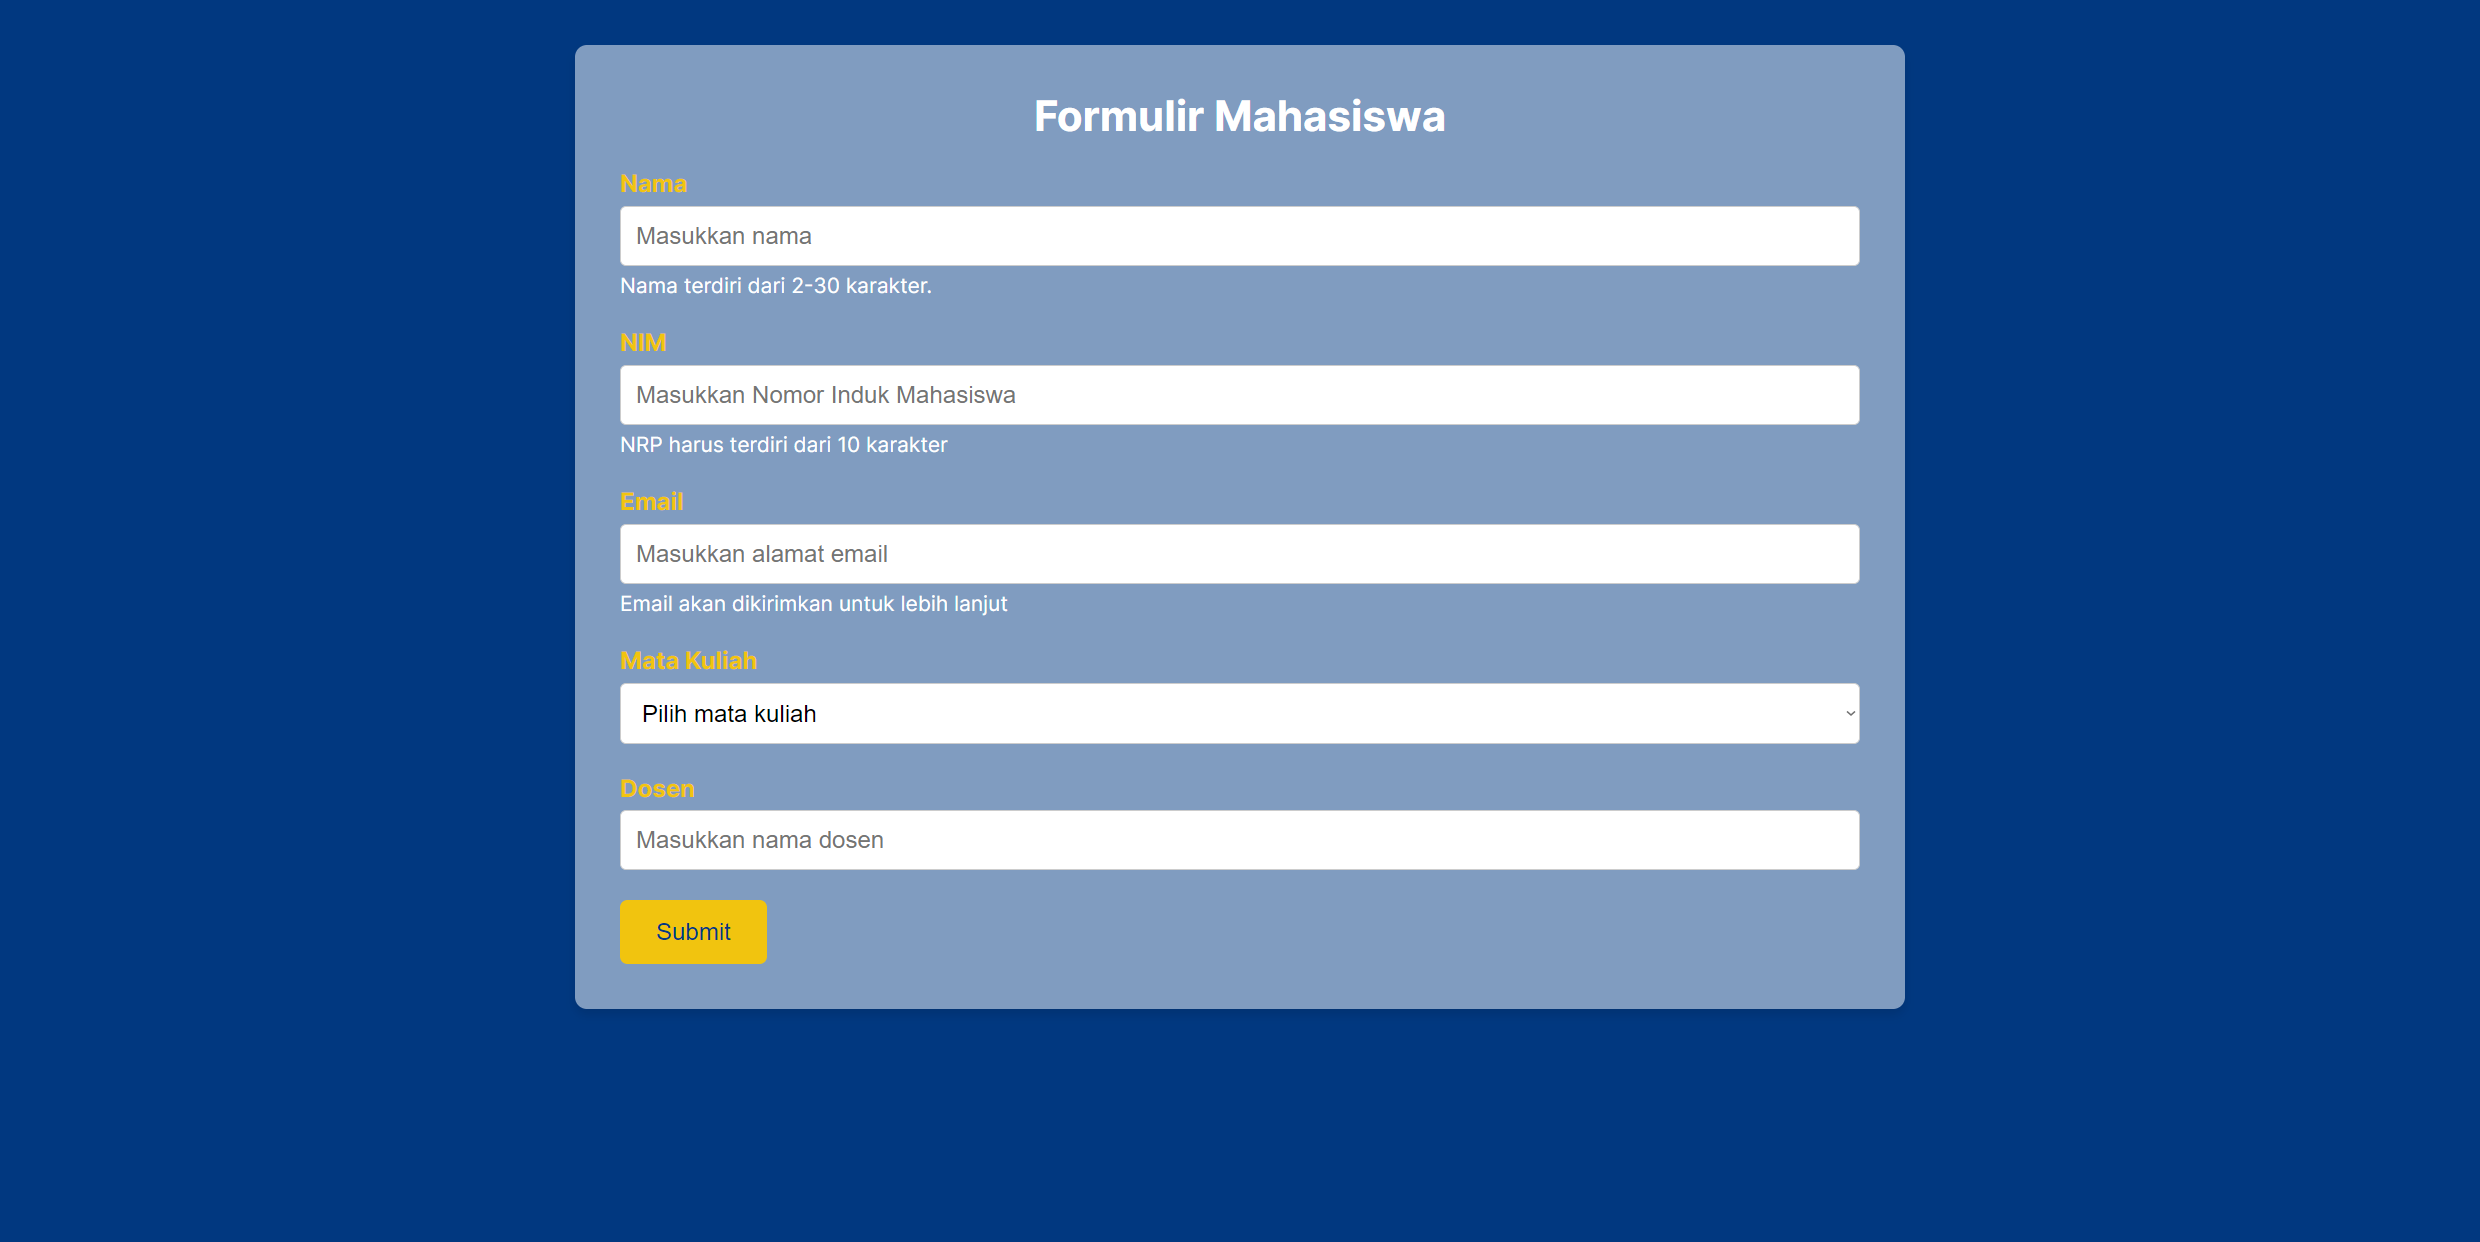 Formulir Mahasiswa
Nama
Masukkan nama
Nama terdiri dari 2-30 karakter.
NIM
Masukkan Nomor Induk Mahasiswa
NRP harus terdiri dari 10 karakter
Email
Masukkan alamat email
Email akan dikirimkan untuk lebih lanjut
Mata Kuliah
Pilih mata kuliah
Dosen
Masukkan nama dosen
Submit